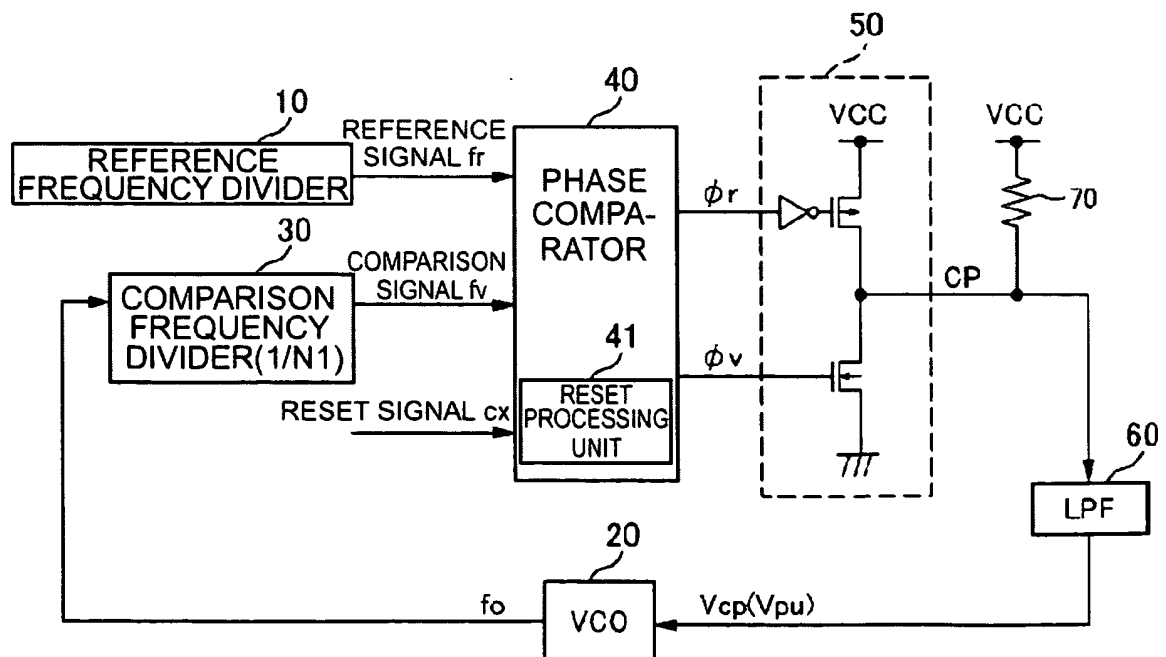 50
40
10
REFERENCE
SIGNAL fr
VCC
VCC
REFERENCE
FREQUENCY DIVIDER
PHASE
COMPA-
RATOR
ϕr
70
30
COMPARISON
SIGNAL fv
CP
COMPARISON
FREQUENCY
DIVIDER(1/N1)
41
ϕv
RESET SIGNAL cx
RESET
PROCESSING
UNIT
60
LPF
20
fo
VCO
Vcp(Vpu)